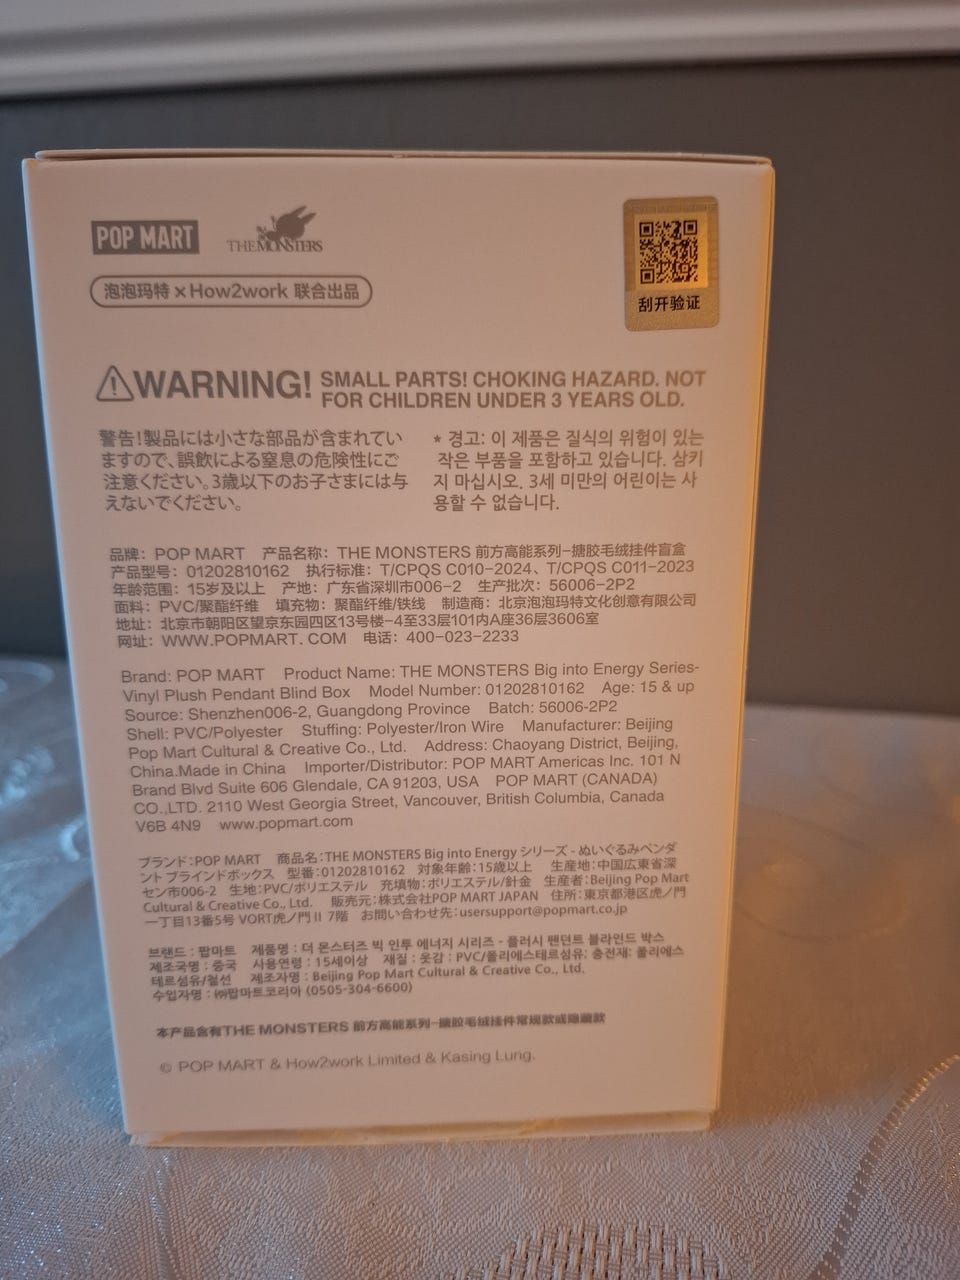 POP MART
THE MONSTERS
泡泡玛特 × How2work 联合出品
刮开验证
WARNING! SMALL PARTS! CHOKING HAZARD. NOT
FOR CHILDREN UNDER 3 YEARS OLD.
警告!製品には小さな部品が含まれてい
ますので、誤飲による窒息の危険性にご
注意ください。3歳以下のお子さまには与
えないでください。
* 경고: 이 제품은 질식의 위험이 있는
작은 부품을 포함하고 있습니다. 삼키
지 마십시오. 3세 미만의 어린이는 사
용할 수 없습니다.
品牌: POP MART 产品名称: THE MONSTERS 前方高能系列-搪胶毛绒挂件盲盒
产品型号: 01202810162 执行标准: T/CPQS C010-2024、T/CPQS C011-2023
年龄范围: 15岁及以上 产地: 广东省深圳市006-2 生产批次: 56006-2P2
面料: PVC/聚酯纤维 填充物: 聚酯纤维/铁线 制造商: 北京泡泡玛特文化创意有限公司
地址: 北京市朝阳区望京东园四区13号楼-4至33层101内A座36层3606室
网址: WWW.POPMART.COM 电话: 400-023-2233
Brand: POP MART Product Name: THE MONSTERS Big into Energy Series-
Vinyl Plush Pendant Blind Box Model Number: 01202810162 Age: 15 & up
Source: Shenzhen006-2, Guangdong Province Batch: 56006-2P2
Shell: PVC/Polyester Stuffing: Polyester/Iron Wire Manufacturer: Beijing
Pop Mart Cultural & Creative Co., Ltd. Address: Chaoyang District, Beijing,
China.Made in China Importer/Distributor: POP MART Americas Inc. 101 N
Brand Blvd Suite 606 Glendale, CA 91203, USA POP MART (CANADA)
CO.,LTD. 2110 West Georgia Street, Vancouver, British Columbia, Canada
V6B 4N9 www.popmart.com
ブランド:POP MART 商品名:THE MONSTERS Big into Energy シリーズ - ぬいぐるみペンダ
ント ブラインドボックス 型番:01202810162 対象年齢:15歳以上 生産地:中国広東省深
セン市006-2 生地:PVC/ポリエステル 充填物:ポリエステル/針金 生産者:Beijing Pop Mart
Cultural & Creative Co., Ltd. 販売元:株式会社POP MART JAPAN 住所:東京都港区虎ノ門
一丁目13番5号 VORT虎ノ門 II 7階 お問い合わせ先:usersupport@popmart.co.jp
브랜드 : 팝마트 제품명 : 더 몬스터즈 빅 인투 에너지 시리즈 - 플러시 펜던트 블라인드 박스
제조국명 : 중국 사용연령 : 15세이상 재질 : 옷감 : PVC/폴리에스테르섬유; 충전재: 폴리에스
테르섬유/철선 제조자명 : Beijing Pop Mart Cultural & Creative Co., Ltd.
수입자명 : ㈜팝마트코리아 (0505-304-6600)
本产品含有THE MONSTERS 前方高能系列-搪胶毛绒挂件常规款或隐藏款
© POP MART & How2work Limited & Kasing Lung.